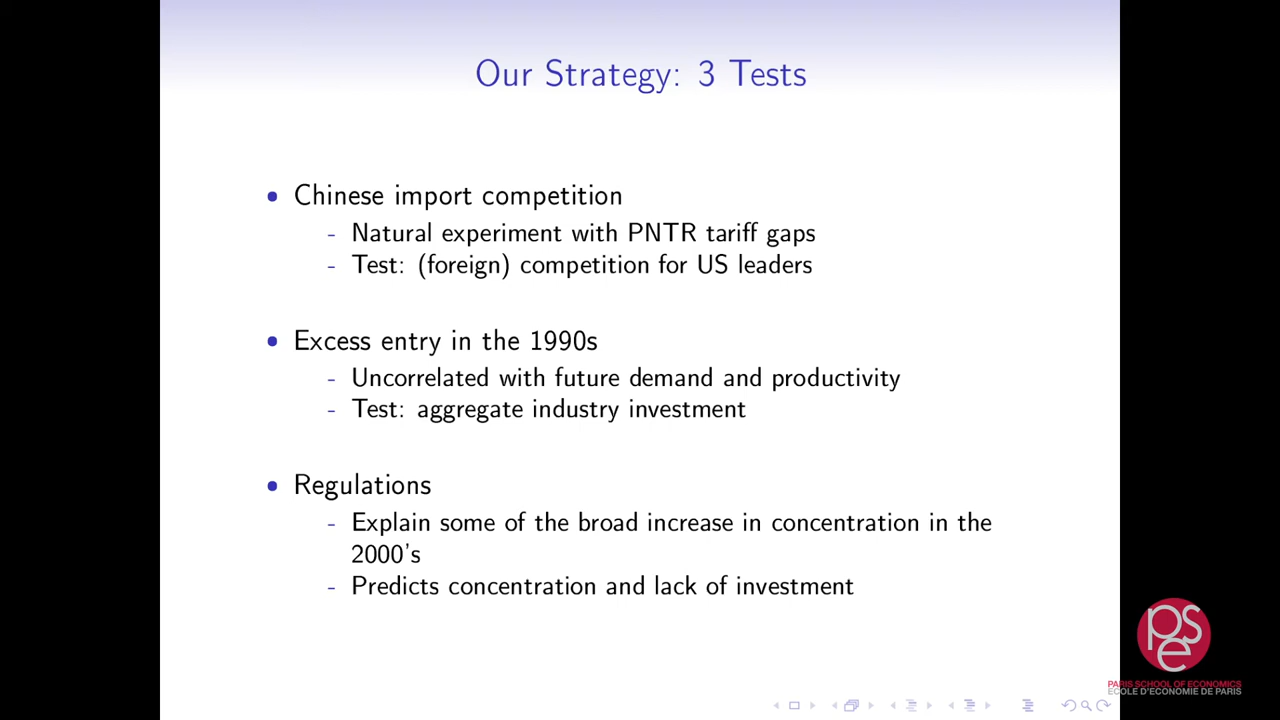 Our Strategy: 3 Tests
• Chinese import competition
- Natural experiment with PNTR tariff gaps
- Test: (foreign) competition for US leaders
• Excess entry in the 1990s
- Uncorrelated with future demand and productivity
- Test: aggregate industry investment
• Regulations
- Explain some of the broad increase in concentration in the
2000's
- Predicts concentration and lack of investment
pse
PARIS SCHOOL OF ECONOMICS
ECOLE D'ECONOMIE DE PARIS